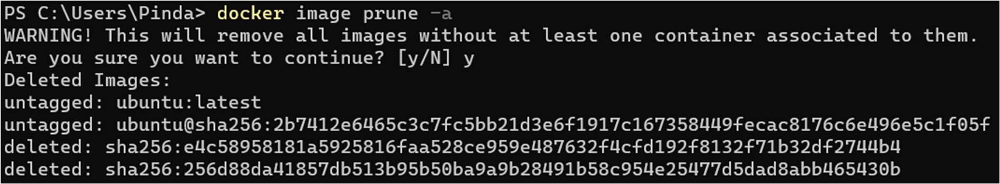 PS C:\Users\Pinda> docker image prune -a
WARNING! This will remove all images without at least one container associated to them.
Are you sure you want to continue? [y/N] y
Deleted Images:
untagged: ubuntu:latest
untagged: ubuntu@sha256:2b7412e6465c3c7fc5bb21d3e6f1917c167358449fecac8176c6e496e5c1f05f
deleted: sha256:e4c58958181a5925816faa528ce959e487632f4cfd192f8132f71b32df2744b4
deleted: sha256:256d88da41857db513b95b50ba9a9b28491b58c954e25477d5dad8abb465430b